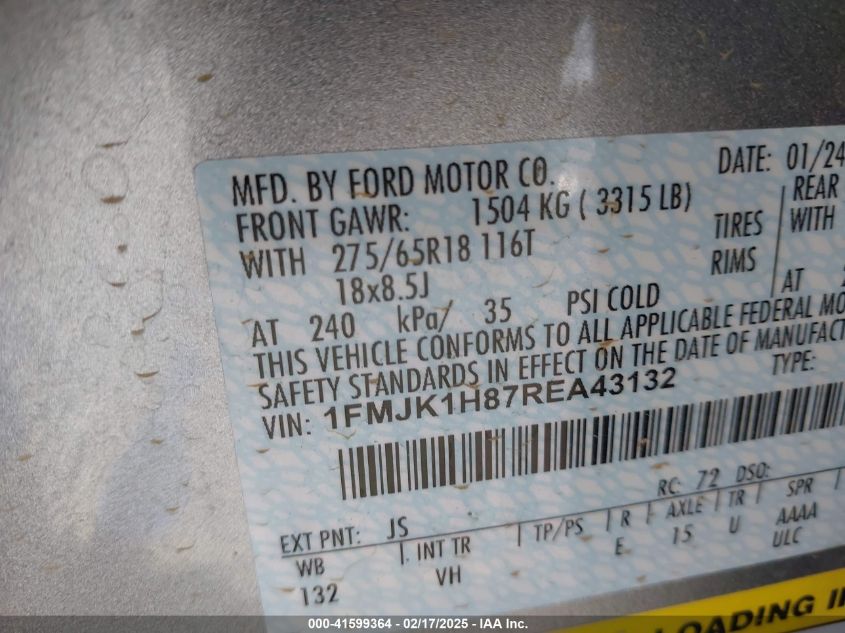 MFD. BY FORD MOTOR CO.
DATE: 01/24
FRONT GAWR: 1504 KG ( 3315 LB)
REAR
WITH 275/65R18 116T TIRES
WITH
18x8.5J RIMS
AT 240 kPa/ 35 PSI COLD
AT
THIS VEHICLE CONFORMS TO ALL APPLICABLE FEDERAL MO
SAFETY STANDARDS IN EFFECT ON THE DATE OF MANUFACT
VIN: 1FMJK1H87REA43132
TYPE:
RC: 72 DSO:
EXT PNT: JS
WB INT TR TP/PS R AXLE TR SPR
132 VH E 15 U AAAA
ULC
LOADING
000-41599364 – 02/17/2025 – IAA Inc.